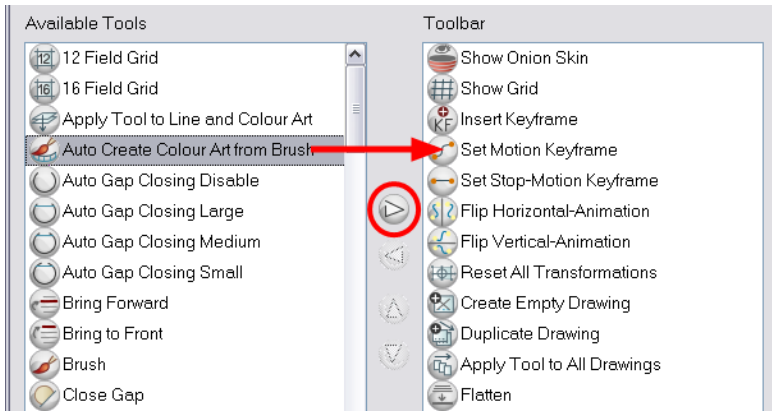 Available Tools
12 12 Field Grid
16 16 Field Grid
Apply Tool to Line and Colour Art
Auto Create Colour Art from Brush
Auto Gap Closing Disable
Auto Gap Closing Large
Auto Gap Closing Medium
Auto Gap Closing Small
Bring Forward
Bring to Front
Brush
Close Gap
Toolbar
Show Onion Skin
Show Grid
KF Insert Keyframe
Set Motion Keyframe
Set Stop-Motion Keyframe
Flip Horizontal-Animation
Flip Vertical-Animation
Reset All Transformations
Create Empty Drawing
Duplicate Drawing
Apply Tool to All Drawings
Flatten